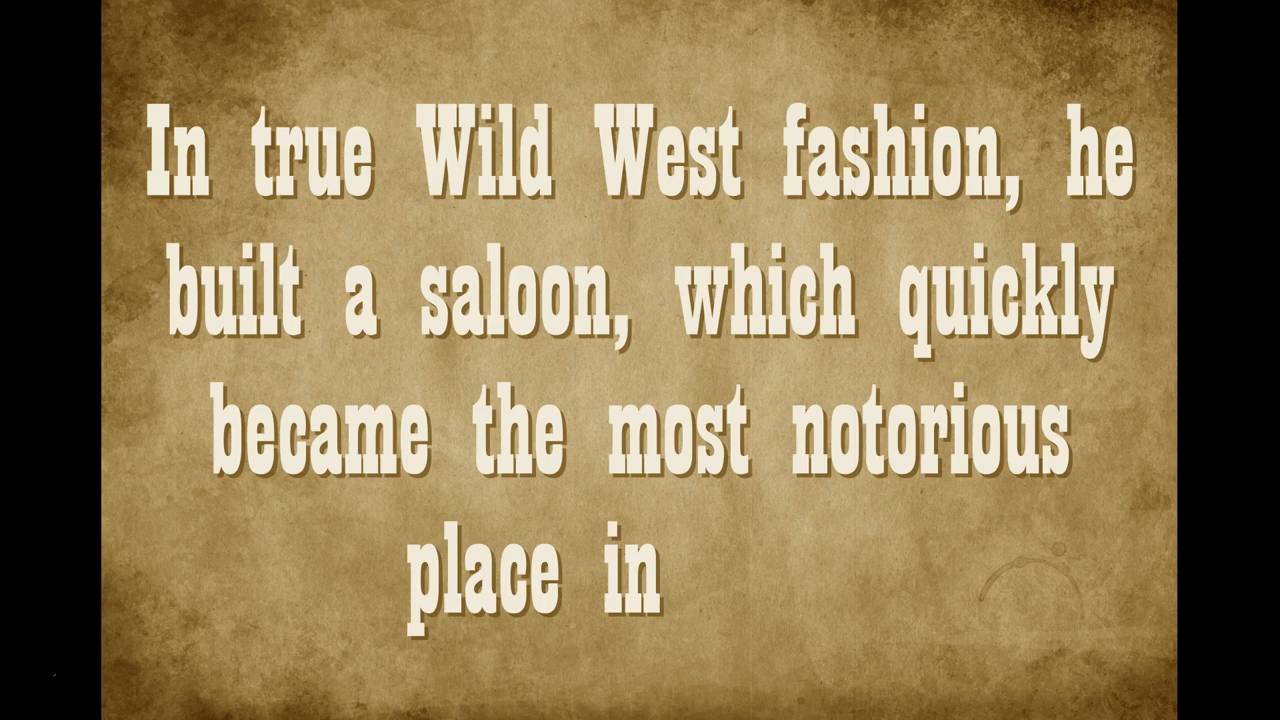 In true Wild West fashion, he
built a saloon, which quickly
became the most notorious
place in